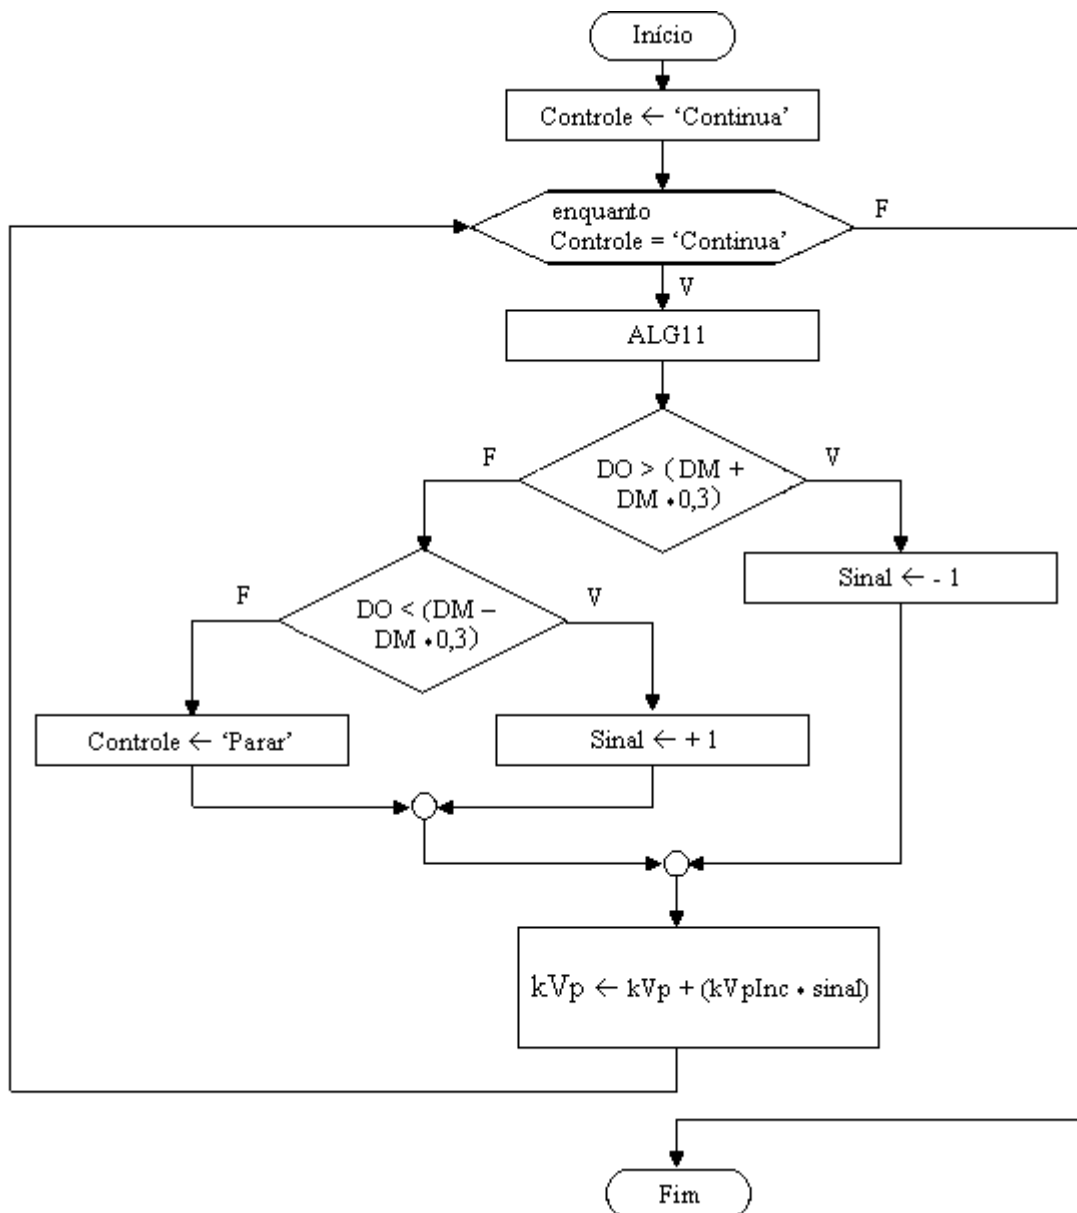 Início
Controle ← ‘Continua’
enquanto
Controle = ‘Continua’
F
V
ALG11
F
DO > (DM +
DM •0,3)
V
Sinal ← - 1
F
DO < (DM –
DM •0,3)
V
Controle ← ‘Parar’
Sinal ← + 1
kVp ← kVp + (kVpInc • sinal)
Fim